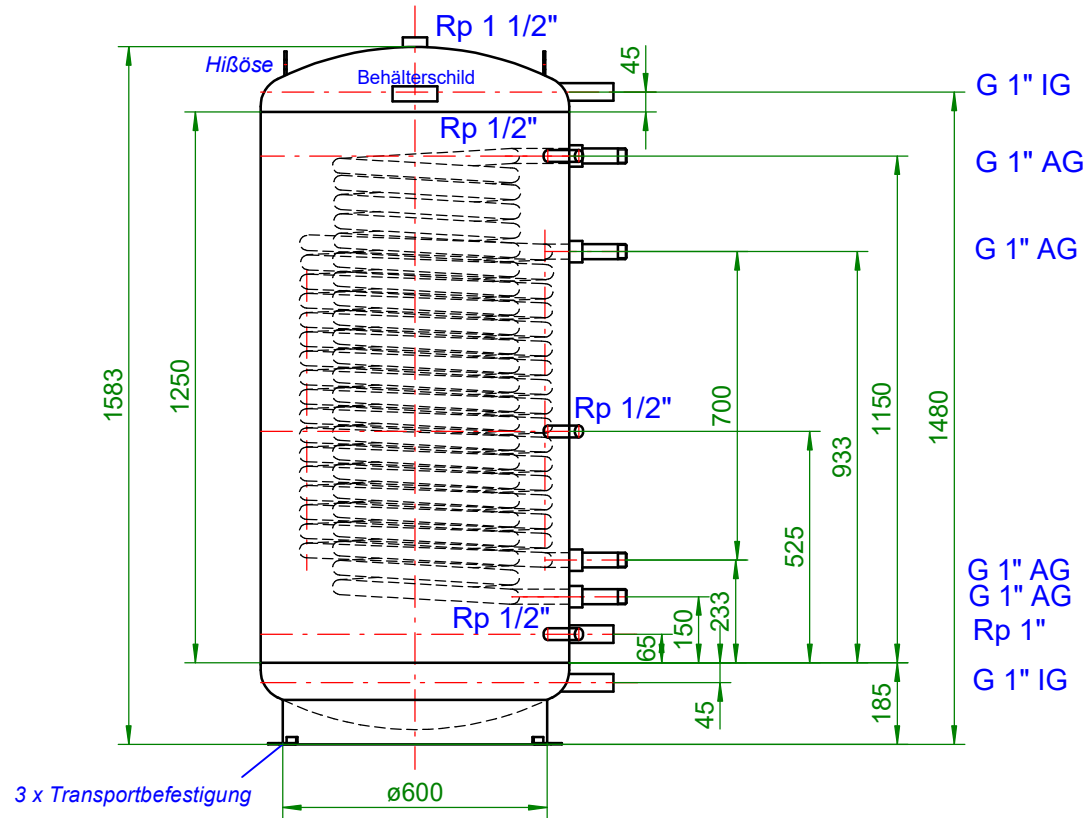 Rp 1 1/2"
Hißöse
Behälterschild
45
G 1" IG
Rp 1/2"
G 1" AG
G 1" AG
1583
1250
Rp 1/2"
700
1150
933
1480
525
G 1" AG
G 1" AG
Rp 1/2"
65
150
233
Rp 1"
G 1" IG
45
185
3 x Transportbefestigung
ø600